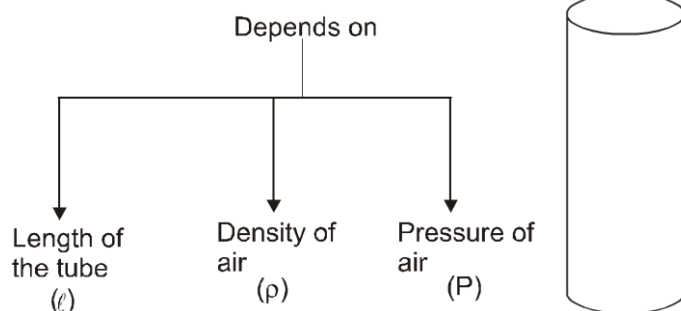 Depends on
Length of
the tube
(ℓ)
Density of
air
(ρ)
Pressure of
air
(P)